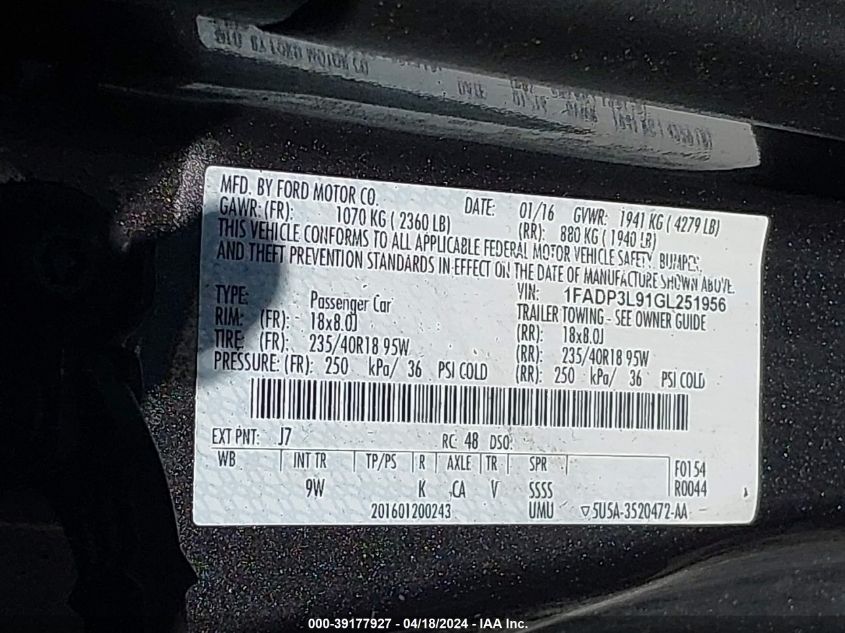 MFD. BY FORD MOTOR CO.
DATE: 01/16 GVWR: 1941 KG ( 4279 LB)
GAWR: (FR): 1070 KG ( 2360 LB) (RR): 880 KG ( 1940 LB)
THIS VEHICLE CONFORMS TO ALL APPLICABLE FEDERAL MOTOR VEHICLE SAFETY, BUMPER,
AND THEFT PREVENTION STANDARDS IN EFFECT ON THE DATE OF MANUFACTURE SHOWN ABOVE.
VIN: 1FADP3L91GL251956
TYPE: Passenger Car TRAILER TOWING - SEE OWNER GUIDE
RIM: (FR): 18x8.0J (RR): 18x8.0J
TIRE: (FR): 235/40R18 95W (RR): 235/40R18 95W
PRESSURE: (FR): 250 kPa/ 36 PSI COLD (RR): 250 kPa/ 36 PSI COLD
EXT PNT: J7 RC: 48 DSO:
WB INT TR TP/PS R AXLE TR SPR F0154
9W K CA V SSSS R0044
201601200243 UMU 5U5A-3520472-AA
000-39177927 - 04/18/2024 - IAA Inc.